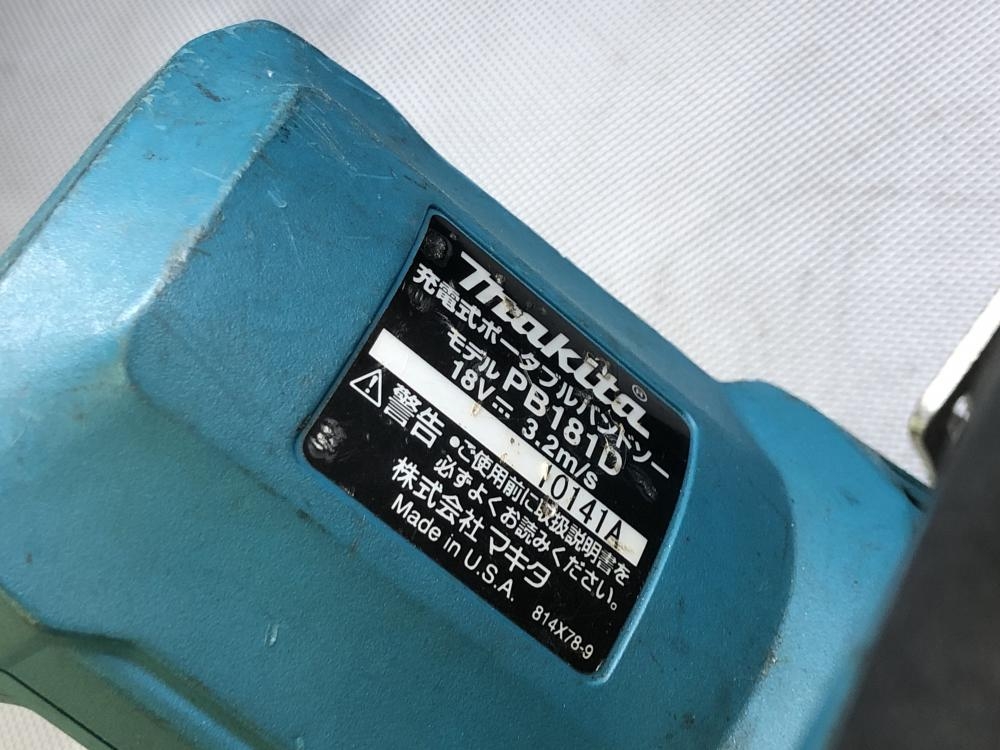 makita®
充電式ポータブルバンドソー
モデル PB181D
18V⎓ 3.2m/s
10141A
⚠警告 •ご使用前に取扱説明書を
必ずよくお読みください。
株式会社 マキタ
Made in U.S.A.
814X78-9